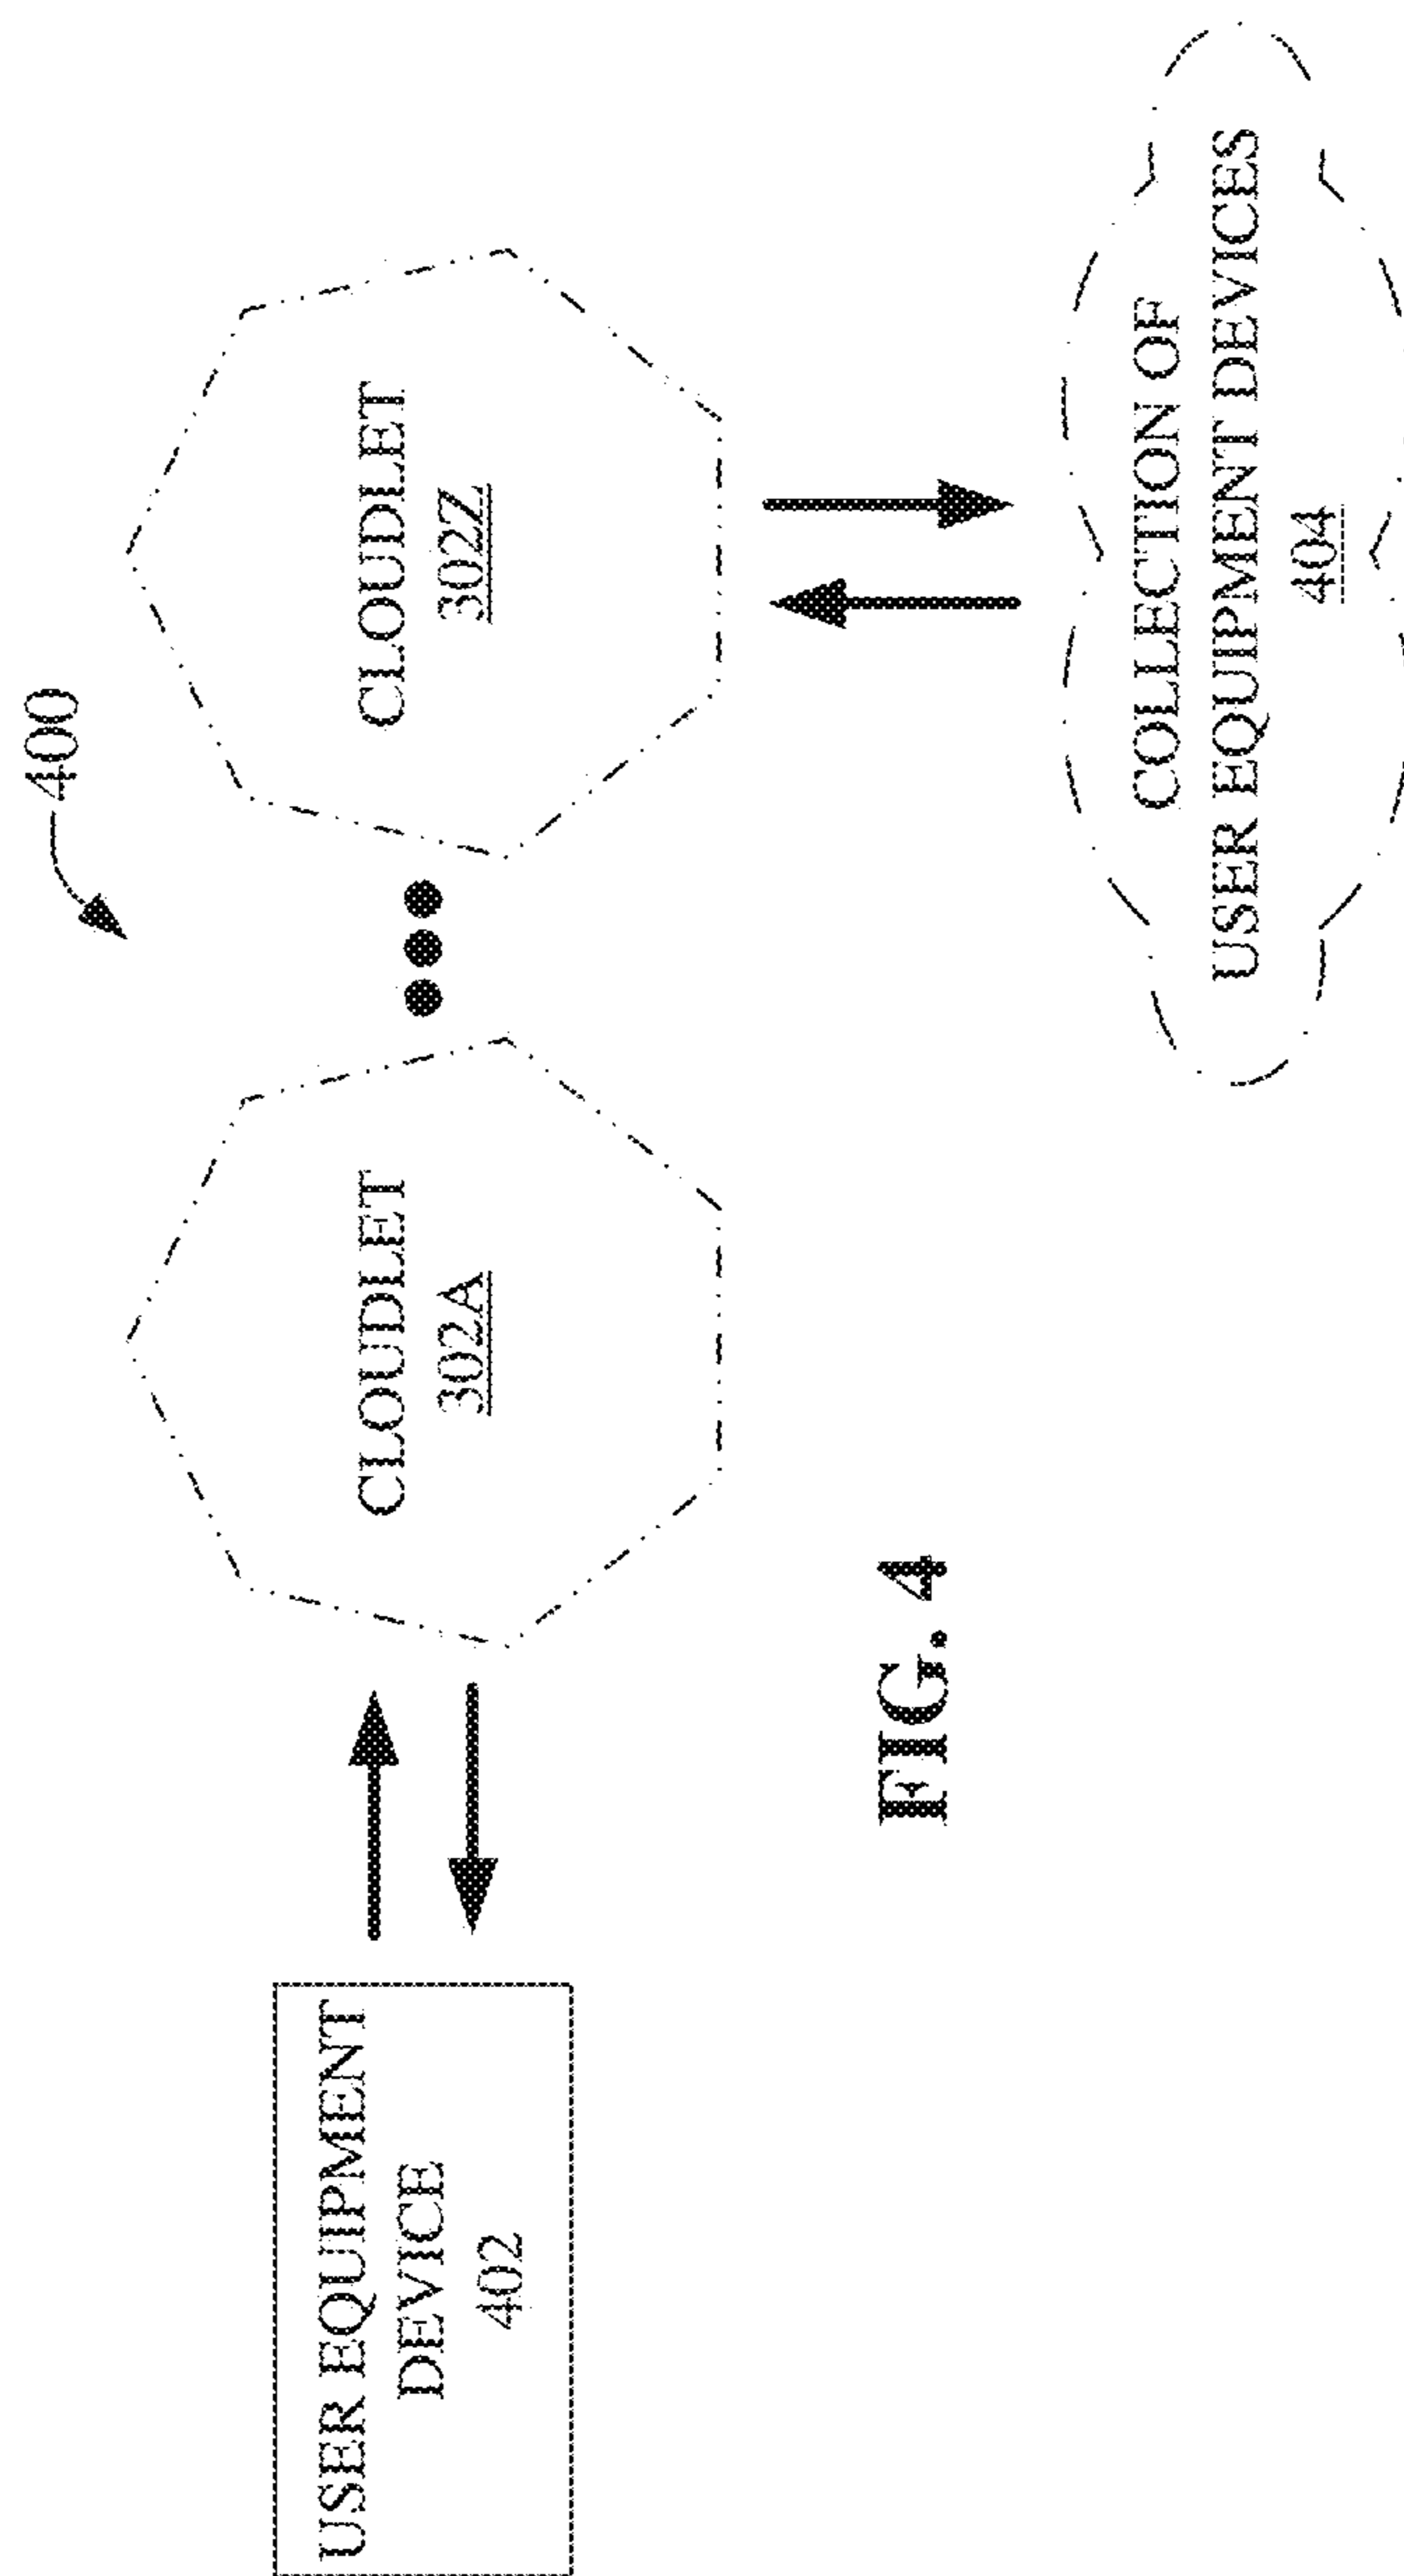 400
USER EQUIPMENT
DEVICE
402
CLOUDLET
302A
CLOUDLET
302Z
COLLECTION OF
USER EQUIPMENT DEVICES
404
FIG. 4